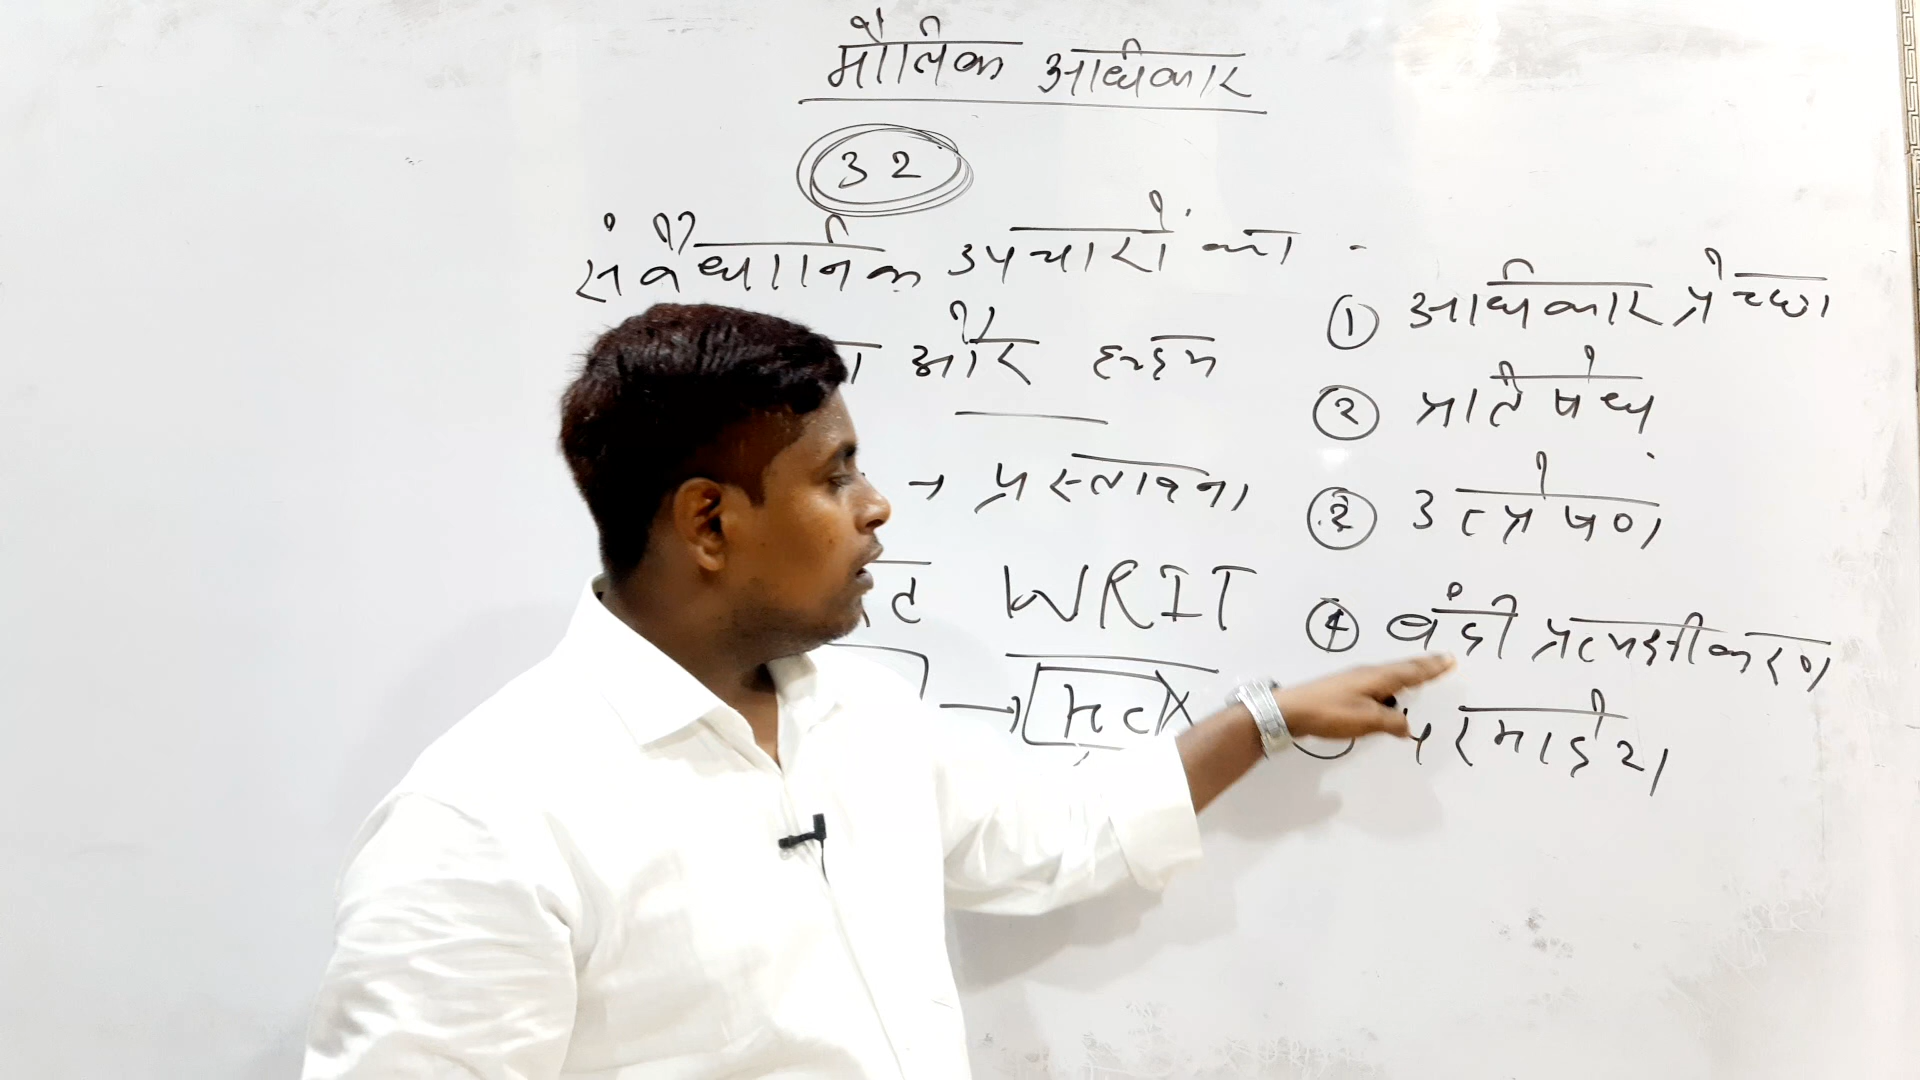 मौलिक अधिकार
32
संवैधानिक उपचारों का
और हृदय
→ प्रस्तावना
WRIT
→ HC
① अधिकार प्रेच्छा
② प्रतिषेध
③ उत्प्रेषण
④ बंदी प्रत्यक्षीकरण
परमादेश